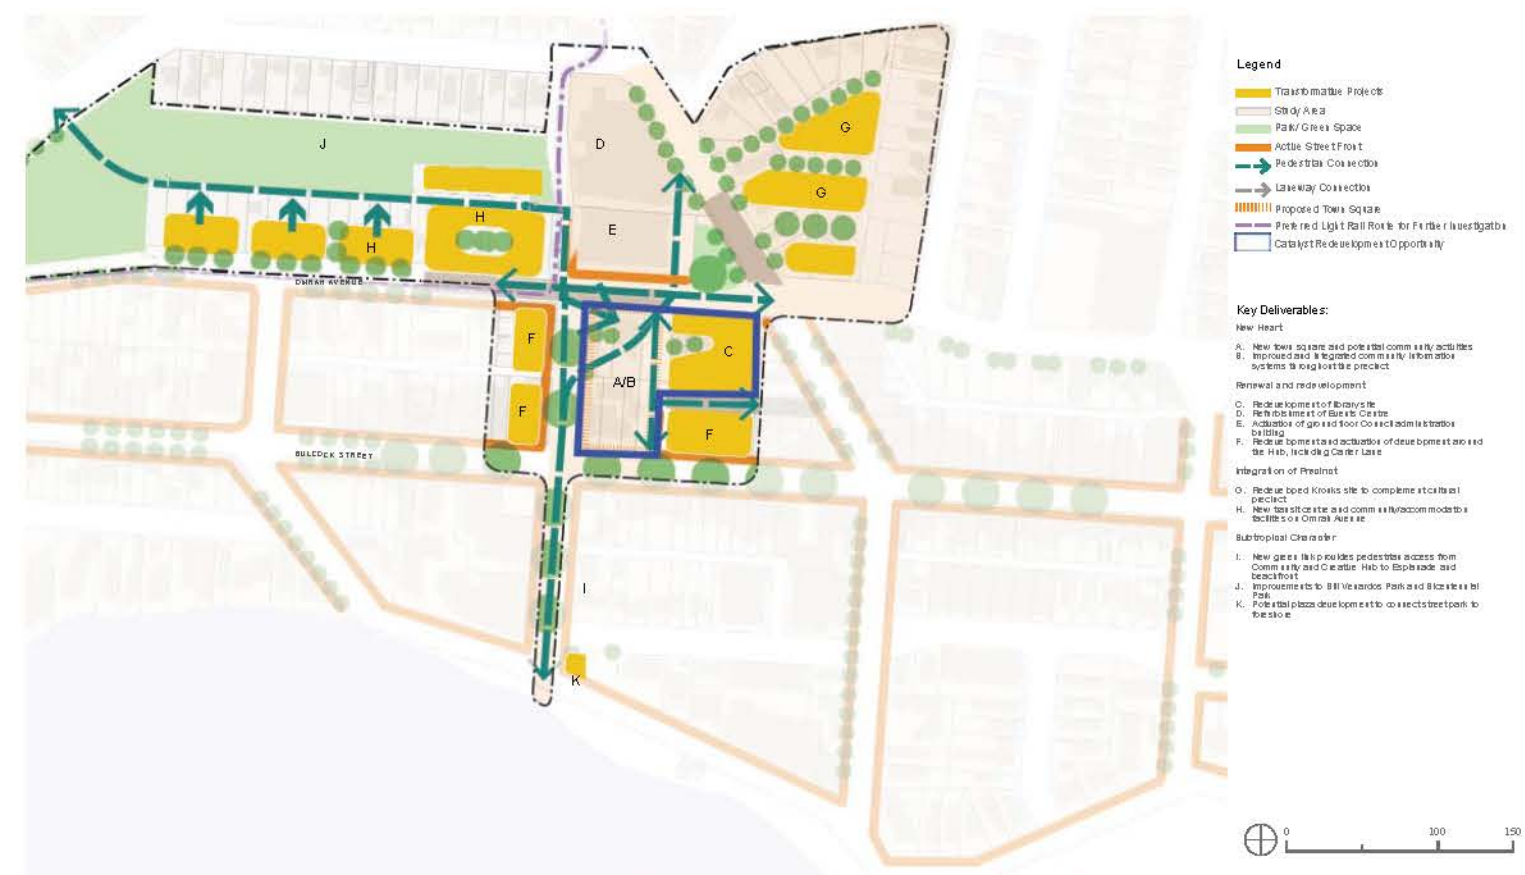 J
D
G
G
H
E
H
OMRAH AVENUE
F
C
A/B
F
F
BULCOCK STREET
I
K
Legend
Transformative Projects
Study Area
Park/ Green Space
Active Street Front
Pedestrian Connection
Laneway Connection
Proposed Town Square
Preferred Light Rail Route for Further Investigation
Catalyst Redevelopment Opportunity
Key Deliverables:
New Heart
A. New town square and potential community activities
B. Improved and integrated community information
systems throughout the precinct
Renewal and redevelopment
C. Redevelopment of library site
D. Refurbishment of Events Centre
E. Activation of ground floor Council administration
building
F. Redevelopment and activation of development around
the Hub, including Carter Lane
Integration of Precinct
G. Redeveloped Kronks site to complement cultural
precinct
H. New transit centre and community/accommodation
facilities on Omrah Avenue
Subtropical Character
I. New green link provides pedestrian access from
Community and Creative Hub to Esplanade and
beachfront
J. Improvements to Bill Venardos Park and Bicentennial
Park
K. Potential plaza development to connect street park to
foreshore
0 100 150